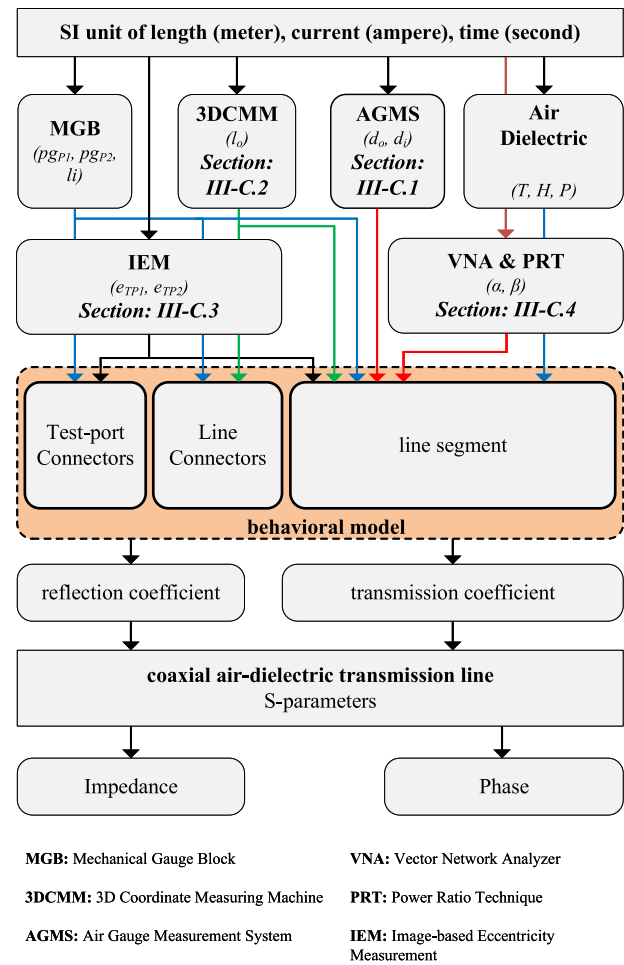 SI unit of length (meter), current (ampere), time (second)
MGB
(pgP1, pgP2,
li)
3DCMM
(lo)
Section:
III-C.2
AGMS
(do, di)
Section:
III-C.1
Air
Dielectric
(T, H, P)
IEM
(eTP1, eTP2)
Section: III-C.3
VNA & PRT
(α, β)
Section: III-C.4
Test-port
Connectors
Line
Connectors
line segment
behavioral model
reflection coefficient
transmission coefficient
coaxial air-dielectric transmission line
S-parameters
Impedance
Phase
MGB: Mechanical Gauge Block
VNA: Vector Network Analyzer
3DCMM: 3D Coordinate Measuring Machine
PRT: Power Ratio Technique
AGMS: Air Gauge Measurement System
IEM: Image-based Eccentricity
Measurement